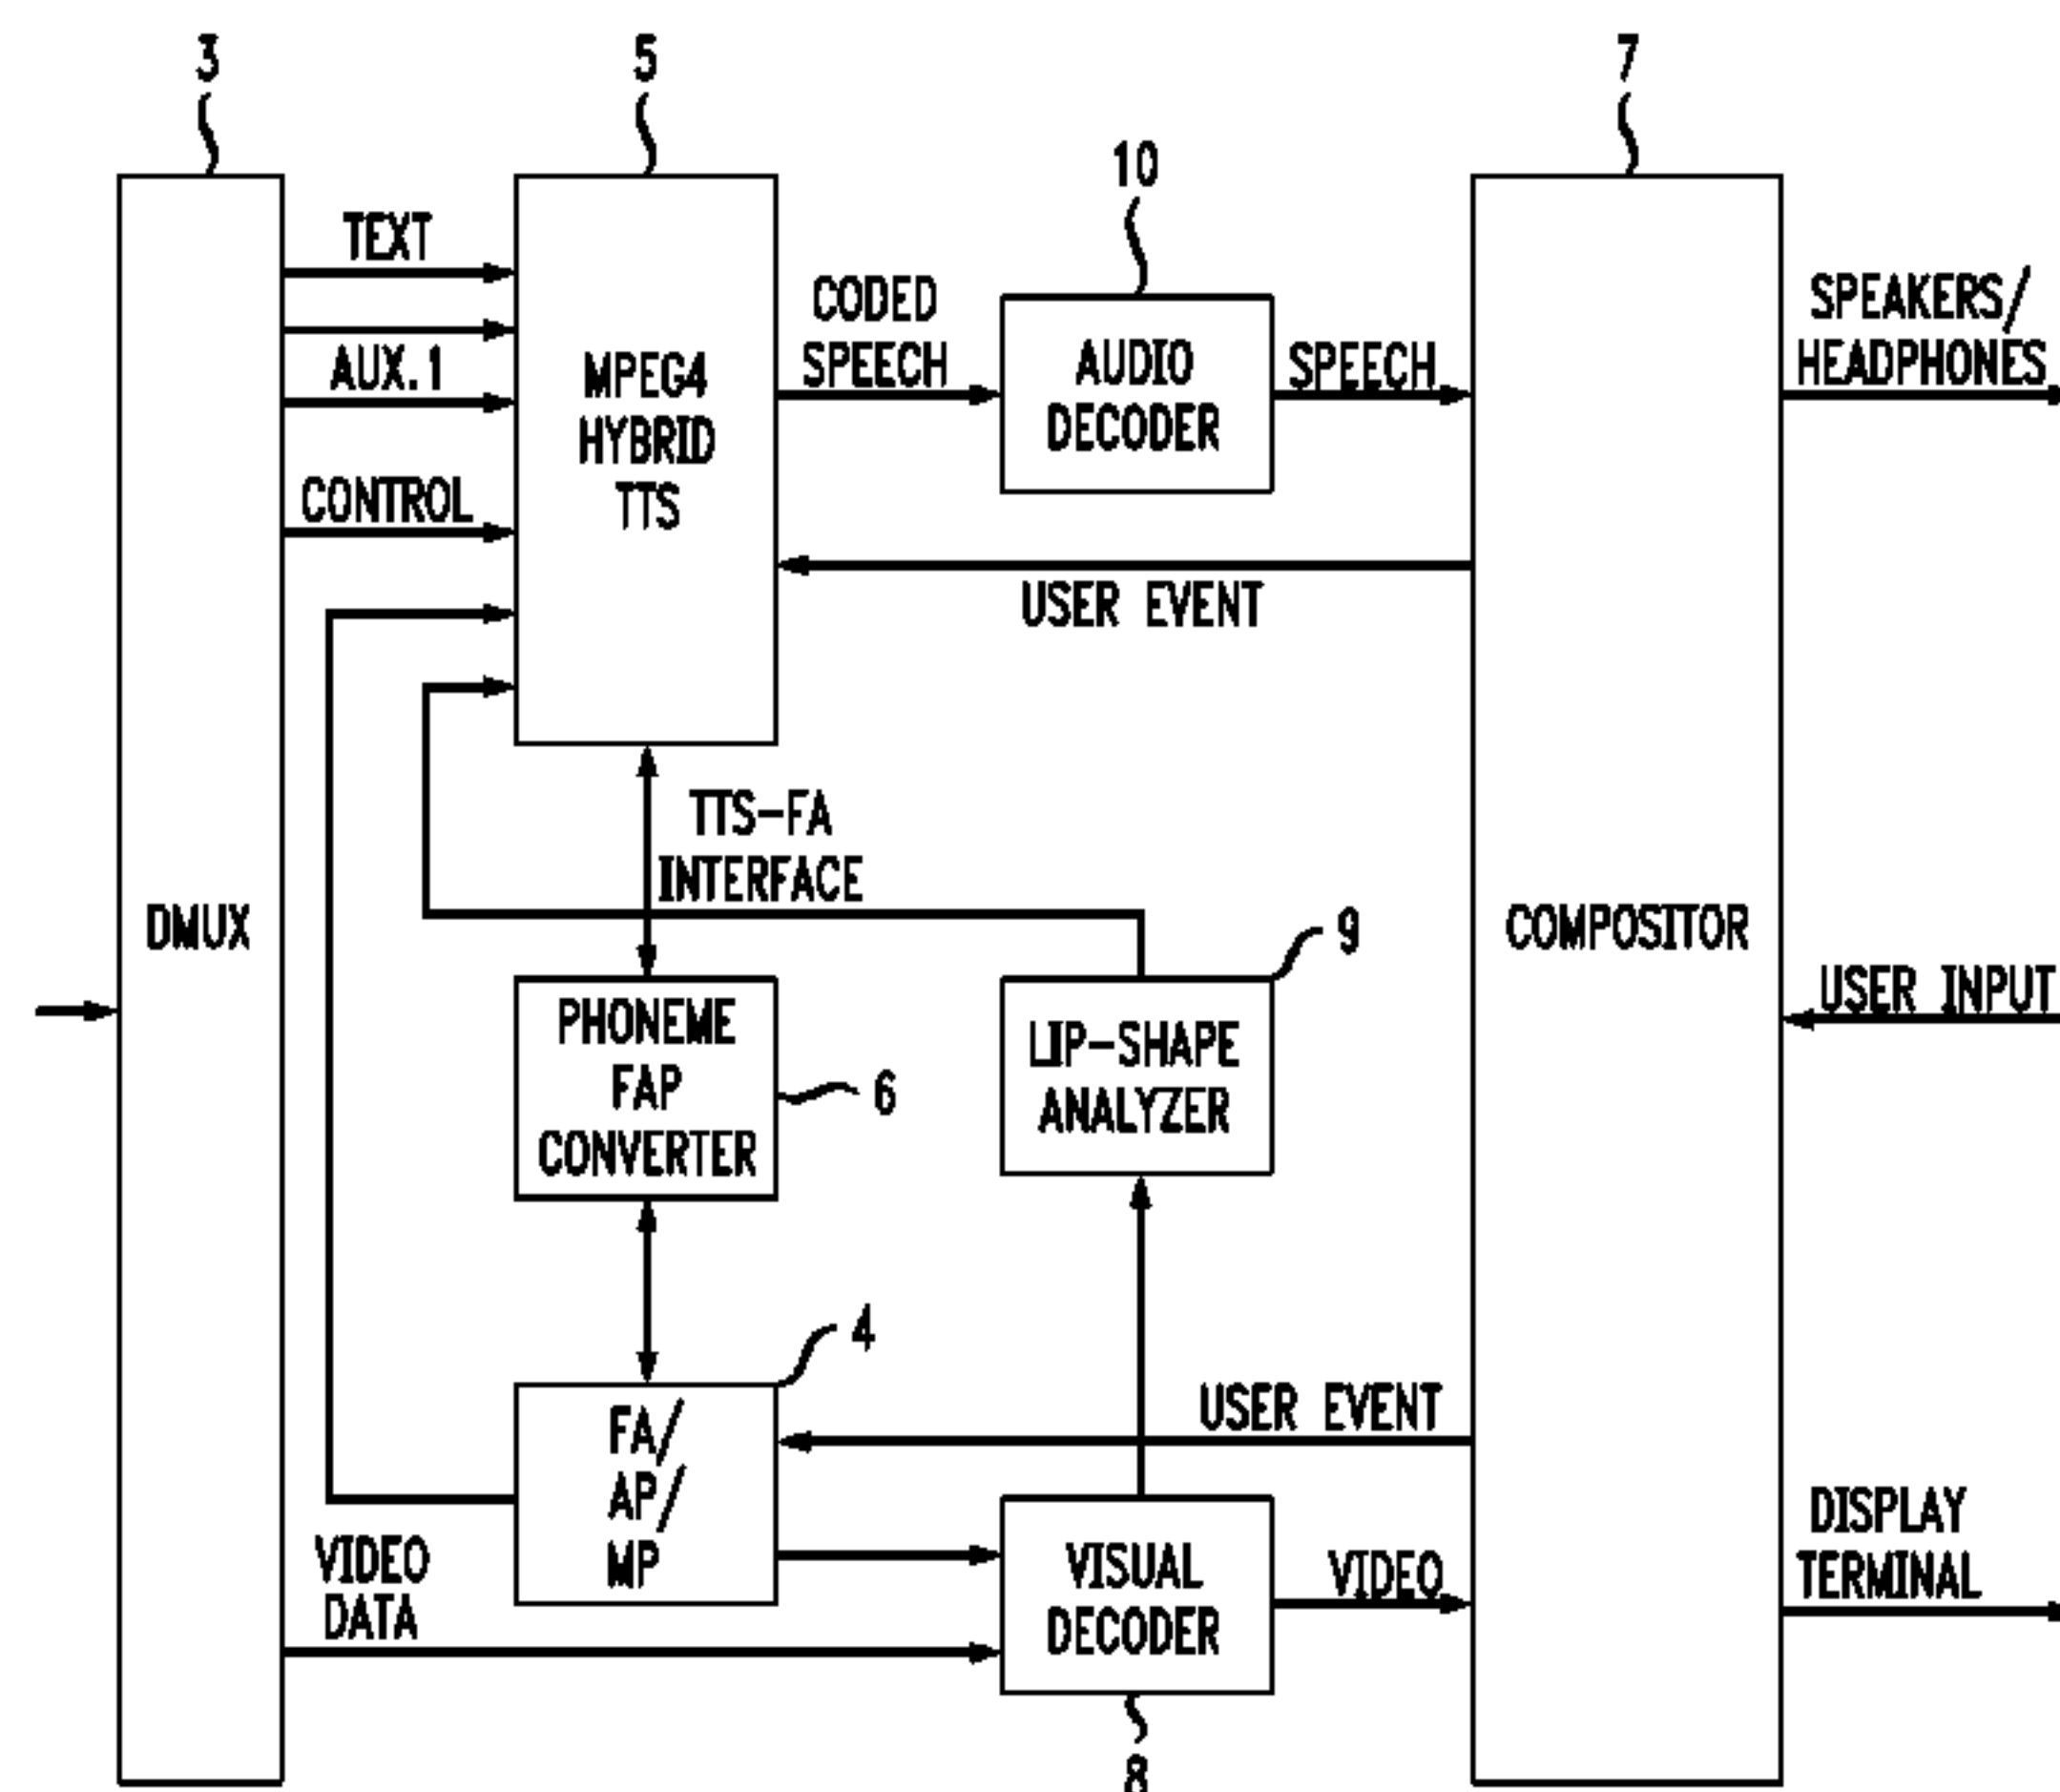 3
5
7
10
TEXT
AUX.1
CONTROL
MPEG4
HYBRID
TTS
CODED
SPEECH
AUDIO
DECODER
SPEECH
SPEAKERS/
HEADPHONES
USER EVENT
TTS-FA
INTERFACE
DMUX
COMPOSITOR
9
PHONEME
FAP
CONVERTER
6
LIP-SHAPE
ANALYZER
USER INPUT
4
FA/
AP/
MP
USER EVENT
VIDEO
DATA
VISUAL
DECODER
VIDEO
DISPLAY
TERMINAL
8